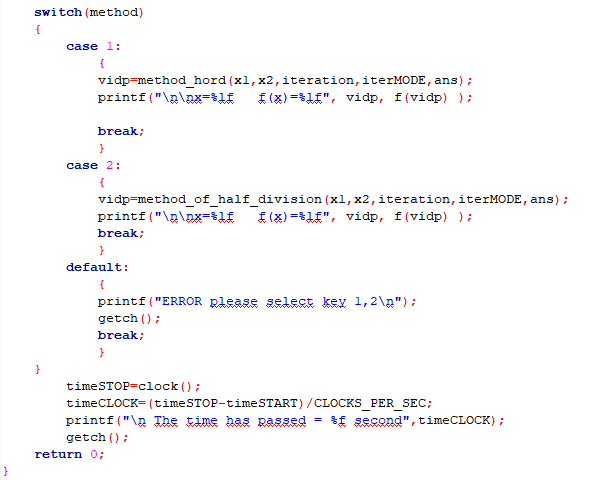 switch(method)
{
case 1:
{
vidp=method_hord(x1,x2,iteration,iterMODE,ans);
printf("\n\nx=%lf   f(x)=%lf", vidp, f(vidp) );
break;
}
case 2:
{
vidp=method_of_half_division(x1,x2,iteration,iterMODE,ans);
printf("\n\nx=%lf   f(x)=%lf", vidp, f(vidp) );
break;
}
default:
{
printf("ERROR please select key 1,2\n");
getch();
break;
}
}
timeSTOP=clock();
timeCLOCK=(timeSTOP-timeSTART)/CLOCKS_PER_SEC;
printf("\n The time has passed = %f second",timeCLOCK);
getch();
return 0;
}